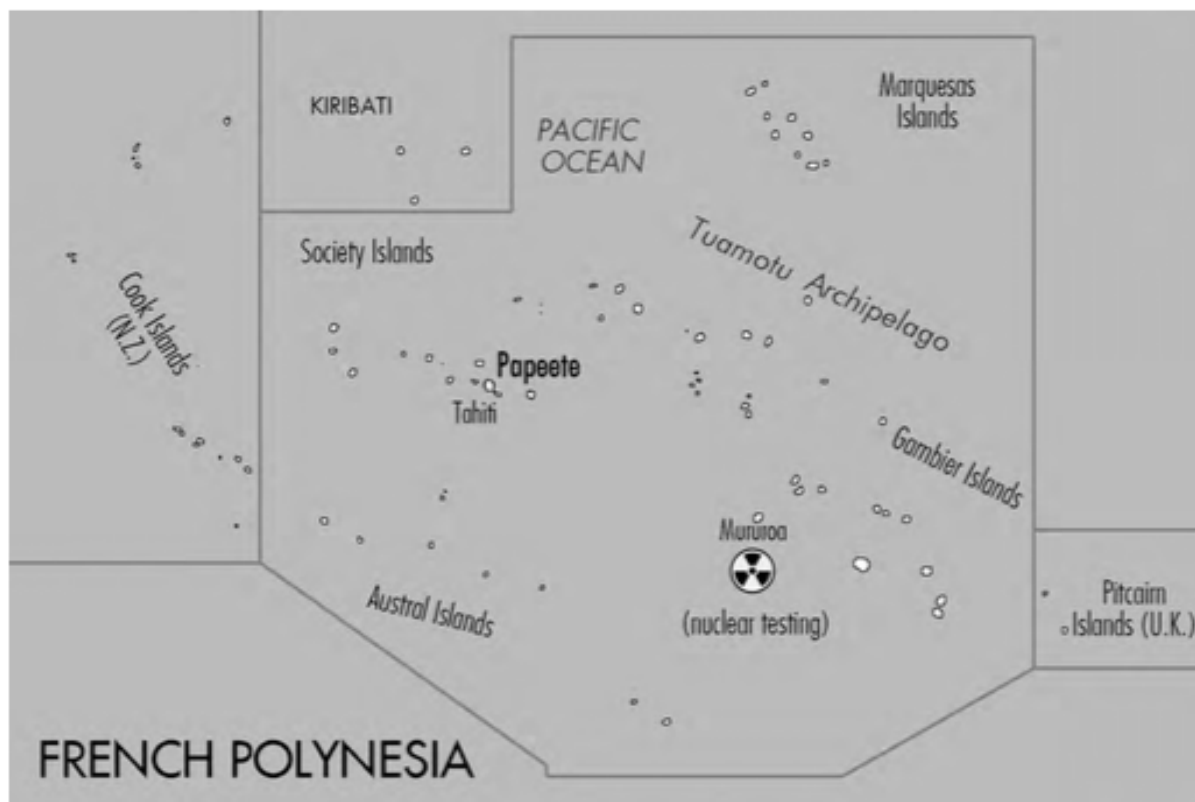 Marquesas
Islands
KIRIBATI
PACIFIC
OCEAN
Tuamotu Archipelago
Society Islands
Cook Islands
(N.Z.)
Papeete
Tahiti
Gambier Islands
Mururoa
(nuclear testing)
Austral Islands
Pitcairn
Islands (U.K.)
FRENCH POLYNESIA